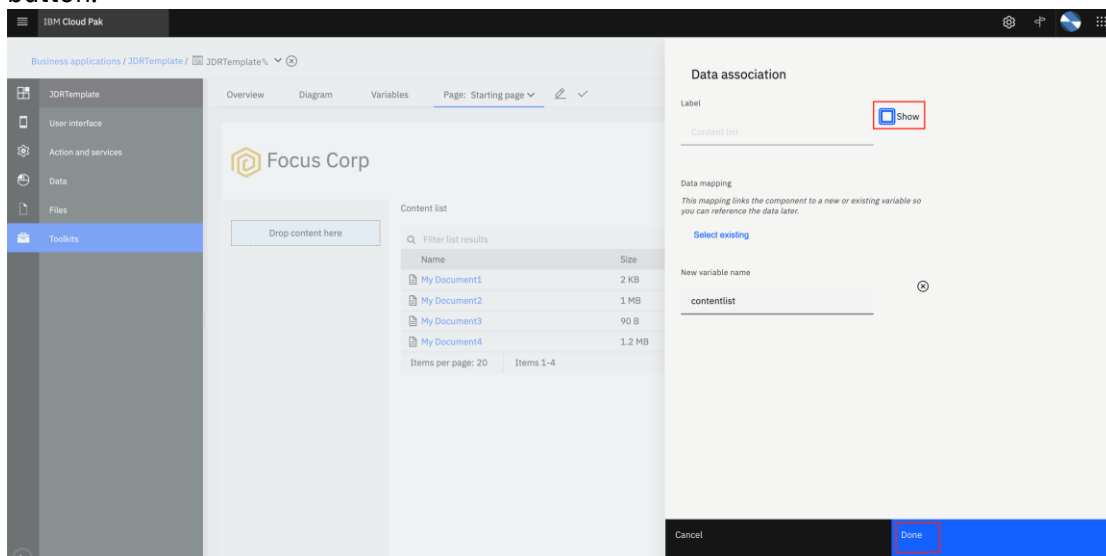 button.
IBM Cloud Pak
Business applications / JDRTemplate / JDRTemplate
Data association
JDRTemplate
Overview Diagram Variables Page: Starting page
Label
Show
User interface
Content list
Action and services
Focus Corp
Data
Data mapping
This mapping links the component to a new or existing variable so
you can reference the data later.
Files
Content list
Toolkits
Drop content here
Select existing
Filter list results
Name Size
New variable name
My Document1 2 KB
My Document2 1 MB
contentlist
My Document3 90 B
My Document4 1.2 MB
Items per page: 20 Items 1-4
Cancel
Done